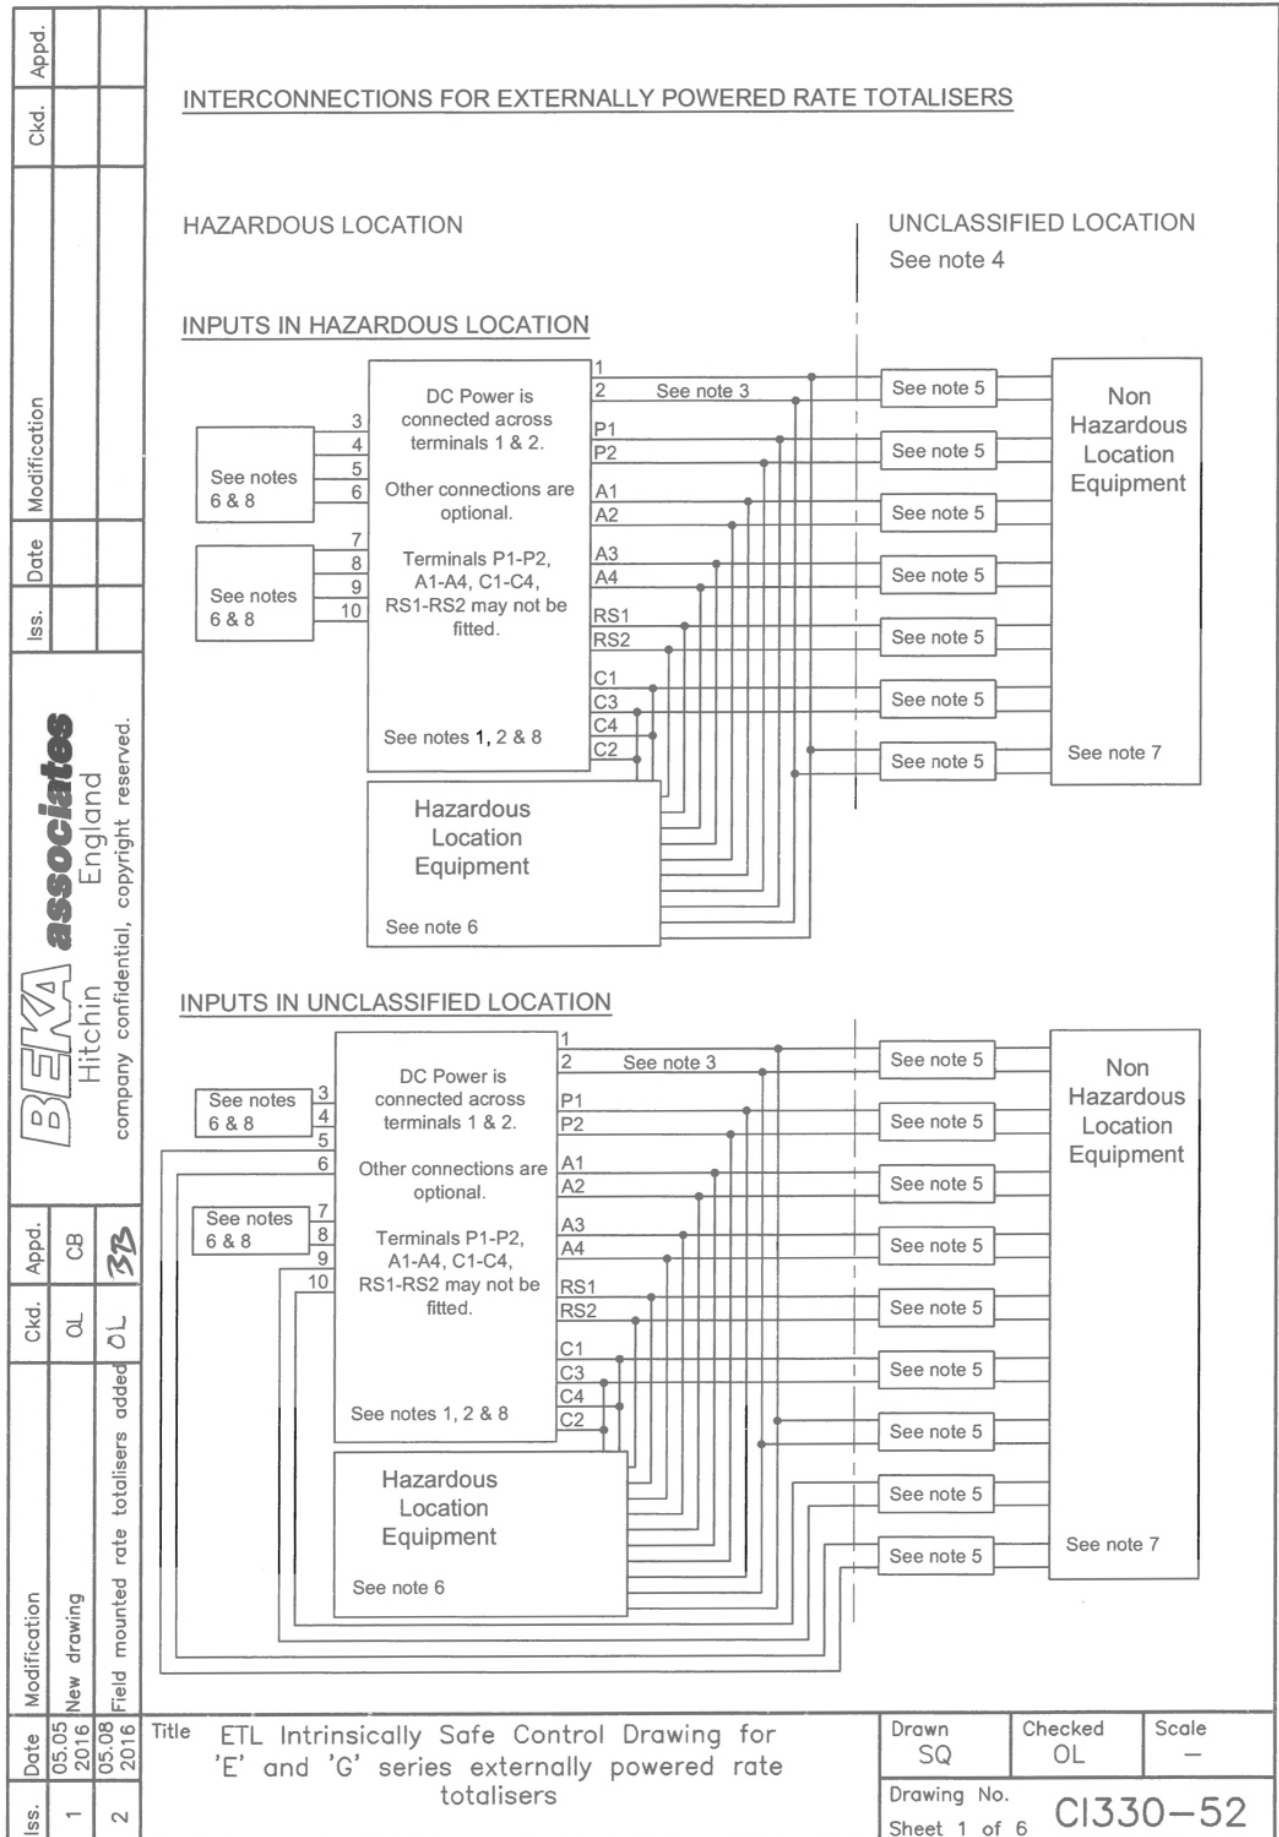 INTERCONNECTIONS FOR EXTERNALLY POWERED RATE TOTALISERS
HAZARDOUS LOCATION
UNCLASSIFIED LOCATION
See note 4
INPUTS IN HAZARDOUS LOCATION
DC Power is
connected across
terminals 1 & 2.
Other connections are
optional.
Terminals P1-P2,
A1-A4, C1-C4,
RS1-RS2 may not be
fitted.
See notes 1, 2 & 8
3
4
5
6
See notes
6 & 8
7
8
9
10
See notes
6 & 8
1
2
See note 3
P1
P2
A1
A2
A3
A4
RS1
RS2
C1
C3
C4
C2
See note 5
See note 5
See note 5
See note 5
See note 5
See note 5
See note 5
Non
Hazardous
Location
Equipment
See note 7
Hazardous
Location
Equipment
See note 6
INPUTS IN UNCLASSIFIED LOCATION
DC Power is
connected across
terminals 1 & 2.
Other connections are
optional.
Terminals P1-P2,
A1-A4, C1-C4,
RS1-RS2 may not be
fitted.
See notes 1, 2 & 8
See notes
6 & 8
3
4
5
6
See notes
6 & 8
7
8
9
10
1
2
See note 3
P1
P2
A1
A2
A3
A4
RS1
RS2
C1
C3
C4
C2
See note 5
See note 5
See note 5
See note 5
See note 5
See note 5
See note 5
See note 5
See note 5
Non
Hazardous
Location
Equipment
See note 7
Hazardous
Location
Equipment
See note 6
Title
ETL Intrinsically Safe Control Drawing for
'E' and 'G' series externally powered rate
totalisers
Drawn
SQ
Checked
OL
Scale
—
Drawing No.
CI330-52
Sheet 1 of 6
Iss. Date Modification Ckd. Appd.
1 05.05 2016 New drawing OL CB
2 05.08 2016 Field mounted rate totalisers added OL
BEKA associates
Hitchin England
company confidential, copyright reserved.
Iss. Date Modification Ckd. Appd.